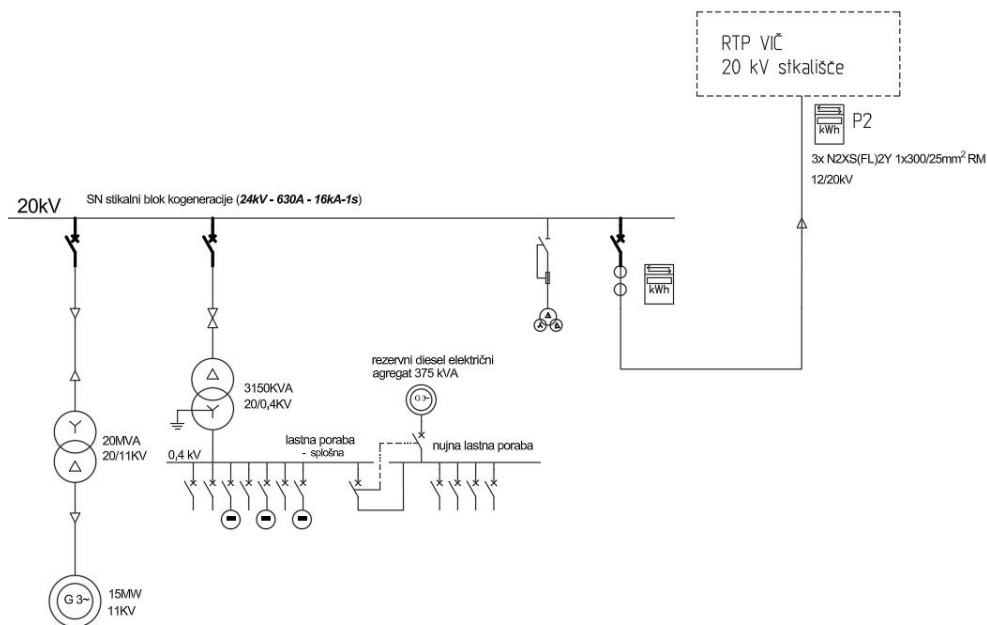 RTP VIČ
20 kV stkališče
kWh
P2
3x N2XS(FL)2Y 1x300/25mm² RM
12/20kV
20kV
SN stikalni blok kogeneracije (24kV - 630A - 16kA-1s)
kWh
rezervni diesel električni
agregat 375 kVA
3150KVA
20/0,4KV
G 3~
20MVA
20/11KV
0,4 kV
lastna poraba
- splošna
nujna lastna poraba
G 3~
15MW
11KV